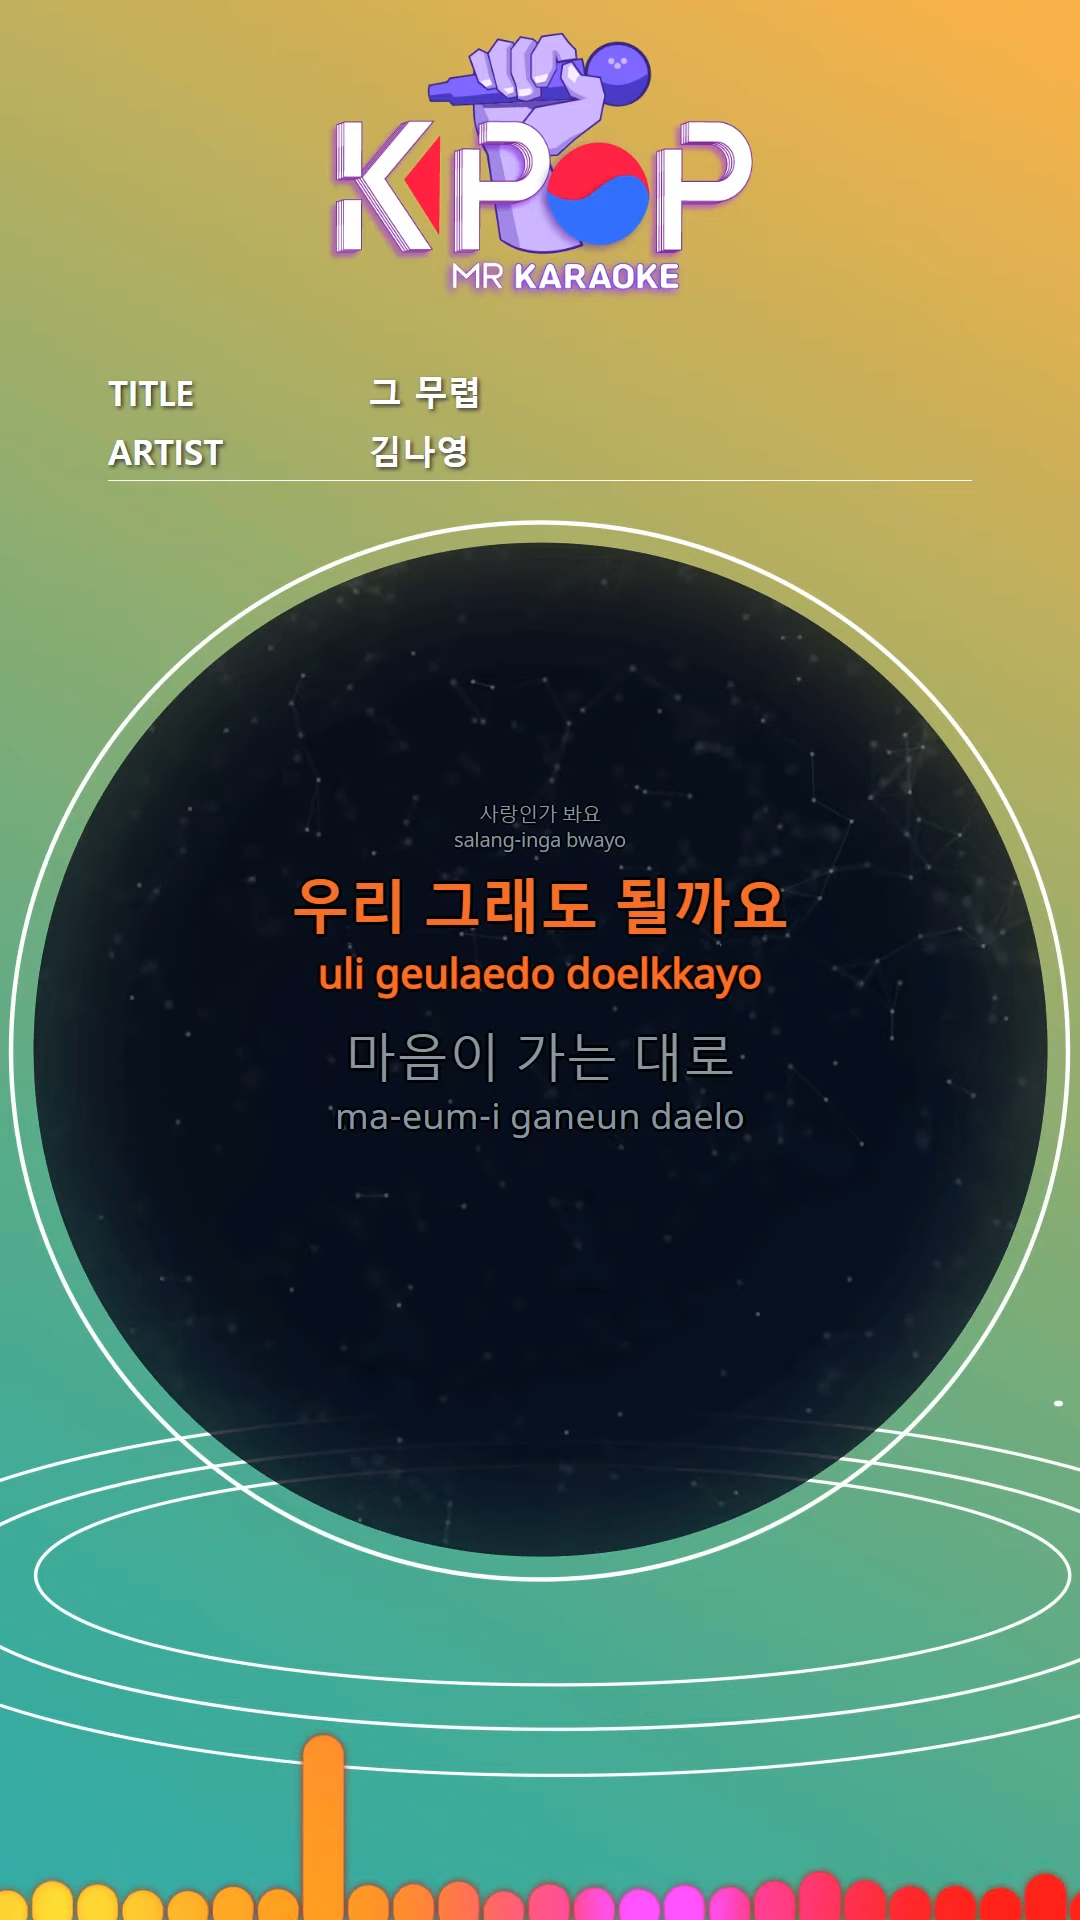 KPOP
MR KARAOKE
TITLE 그 무렵
ARTIST 김나영
사랑인가 봐요
salang-inga bwayo
우리 그래도 될까요
uli geulaedo doelkkayo
마음이 가는 대로
ma-eum-i ganeun daelo